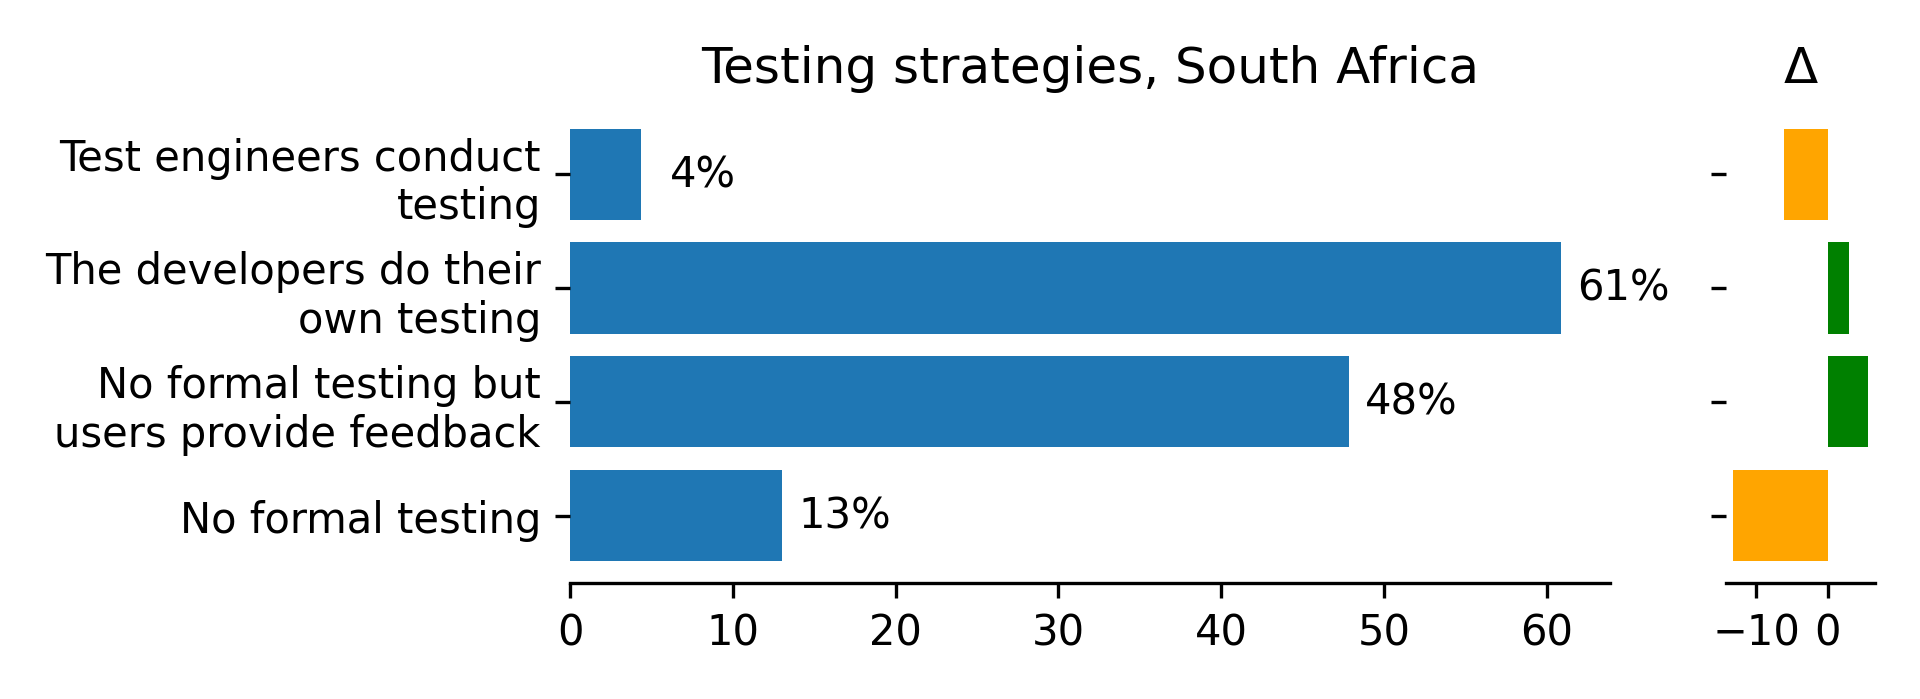 Testing strategies, South Africa
Δ
Test engineers conduct
testing
4%
The developers do their
own testing
61%
No formal testing but
users provide feedback
48%
No formal testing
13%
0 10 20 30 40 50 60
−10 0